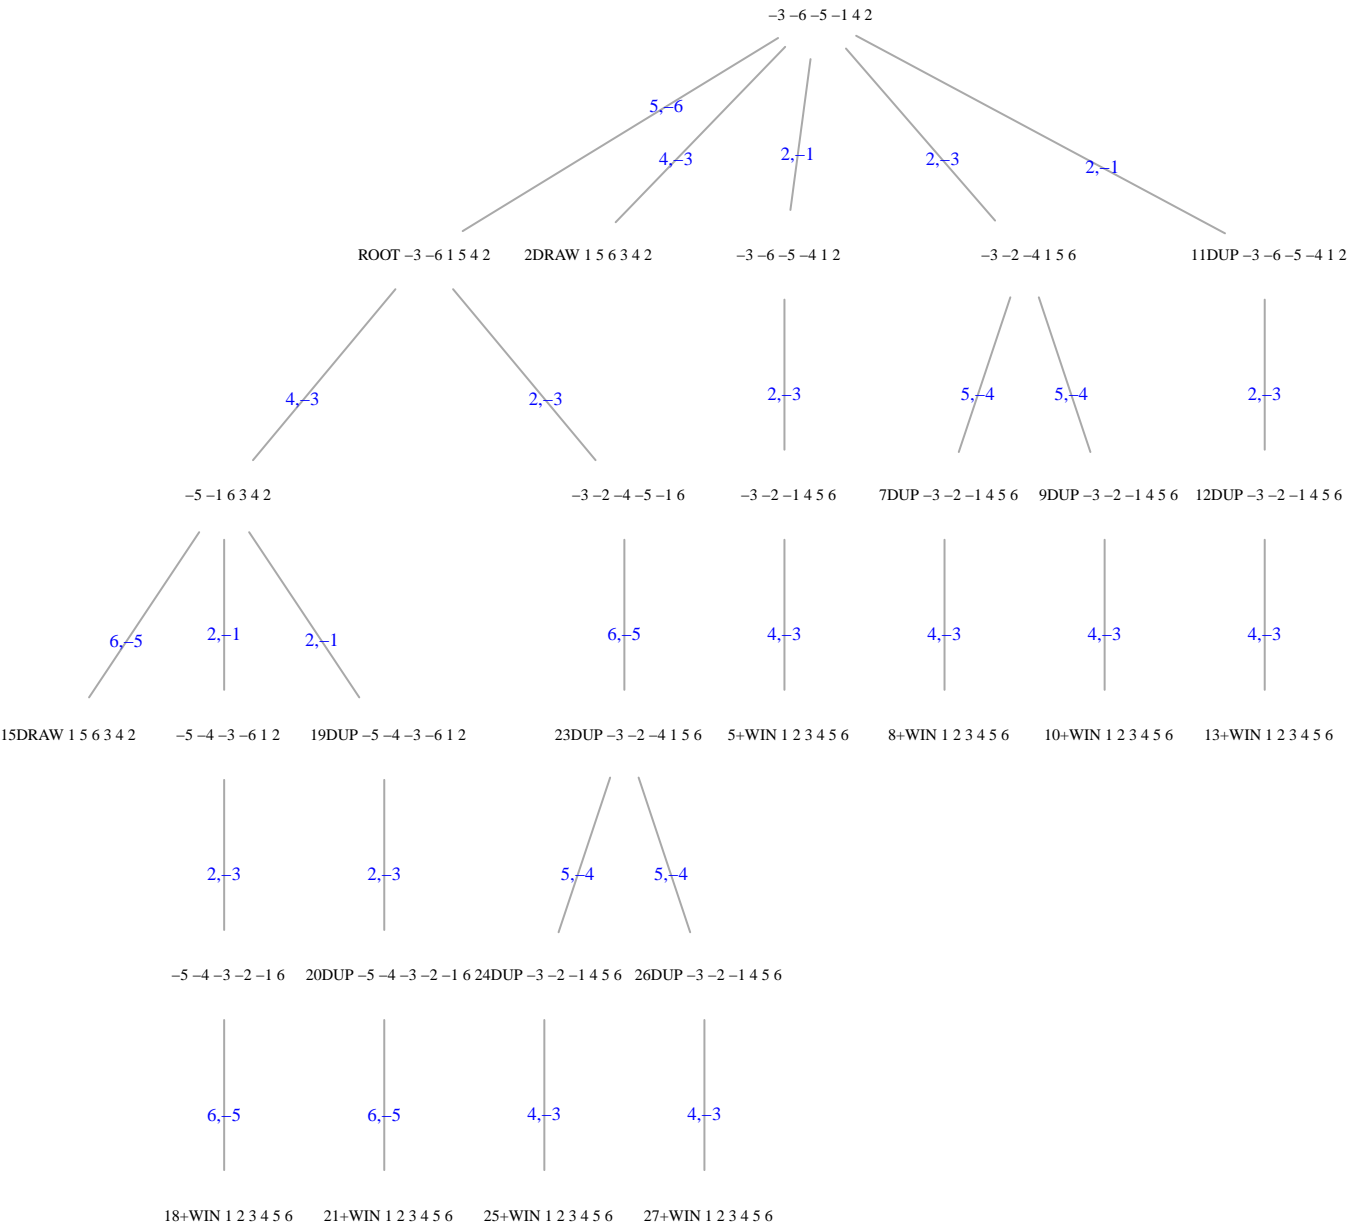 −3 −6 −5 −1 4 2
5,−6
4,−3
2,−1
2,−3
2,−1
ROOT −3 −6 1 5 4 2
2DRAW 1 5 6 3 4 2
−3 −6 −5 −4 1 2
−3 −2 −4 1 5 6
11DUP −3 −6 −5 −4 1 2
4,−3
2,−3
2,−3
5,−4
5,−4
2,−3
−5 −1 6 3 4 2
−3 −2 −4 −5 −1 6
−3 −2 −1 4 5 6
7DUP −3 −2 −1 4 5 6
9DUP −3 −2 −1 4 5 6
12DUP −3 −2 −1 4 5 6
6,−5
2,−1
2,−1
6,−5
4,−3
4,−3
4,−3
4,−3
15DRAW 1 5 6 3 4 2
−5 −4 −3 −6 1 2
19DUP −5 −4 −3 −6 1 2
23DUP −3 −2 −4 1 5 6
5+WIN 1 2 3 4 5 6
8+WIN 1 2 3 4 5 6
10+WIN 1 2 3 4 5 6
13+WIN 1 2 3 4 5 6
2,−3
2,−3
5,−4
5,−4
−5 −4 −3 −2 −1 6
20DUP −5 −4 −3 −2 −1 6
24DUP −3 −2 −1 4 5 6
26DUP −3 −2 −1 4 5 6
6,−5
6,−5
4,−3
4,−3
18+WIN 1 2 3 4 5 6
21+WIN 1 2 3 4 5 6
25+WIN 1 2 3 4 5 6
27+WIN 1 2 3 4 5 6